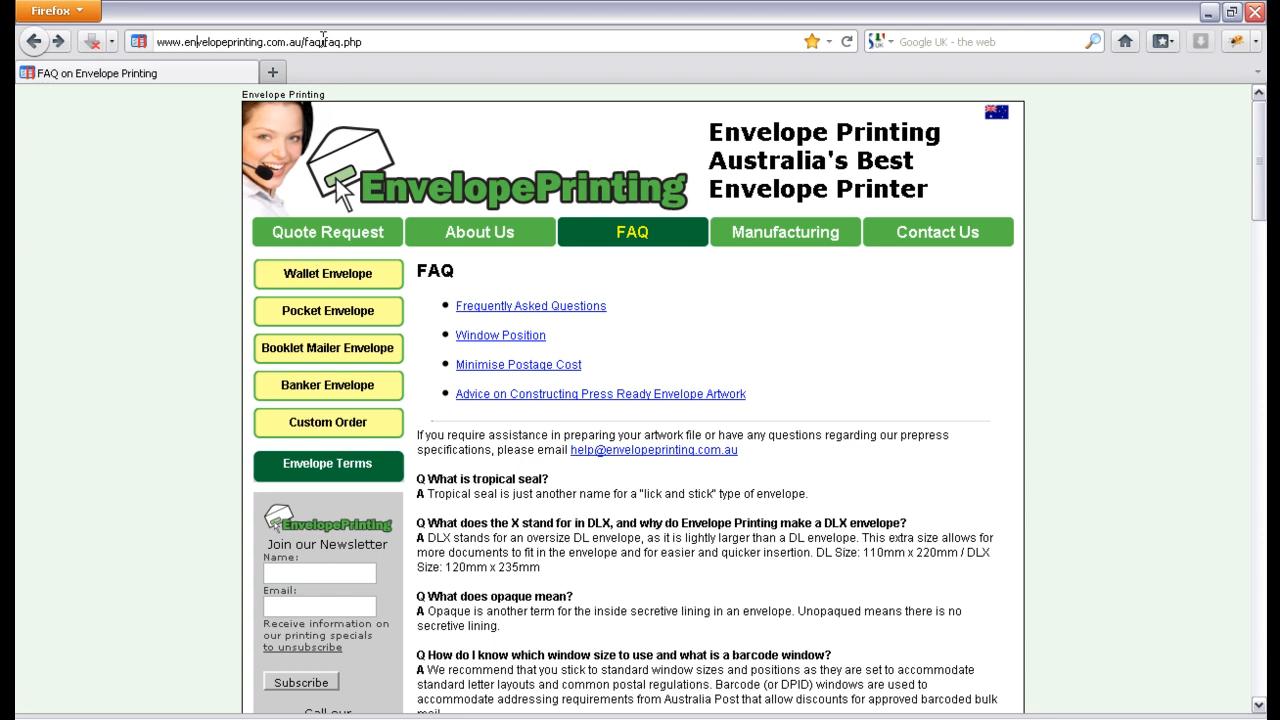 Firefox
www.envelopeprinting.com.au/faq/faq.php
Google UK - the web
FAQ on Envelope Printing
Envelope Printing
EnvelopePrinting
Envelope Printing
Australia's Best
Envelope Printer
Quote Request
About Us
FAQ
Manufacturing
Contact Us
Wallet Envelope
Pocket Envelope
Booklet Mailer Envelope
Banker Envelope
Custom Order
Envelope Terms
EnvelopePrinting
Join our Newsletter
Name:
Email:
Receive information on
our printing specials
to unsubscribe
Subscribe
Call our
FAQ
Frequently Asked Questions
Window Position
Minimise Postage Cost
Advice on Constructing Press Ready Envelope Artwork
If you require assistance in preparing your artwork file or have any questions regarding our prepress
specifications, please email help@envelopeprinting.com.au
Q What is tropical seal?
A Tropical seal is just another name for a "lick and stick" type of envelope.
Q What does the X stand for in DLX, and why do Envelope Printing make a DLX envelope?
A DLX stands for an oversize DL envelope, as it is lightly larger than a DL envelope. This extra size allows for
more documents to fit in the envelope and for easier and quicker insertion. DL Size: 110mm x 220mm / DLX
Size: 120mm x 235mm
Q What does opaque mean?
A Opaque is another term for the inside secretive lining in an envelope. Unopaqued means there is no
secretive lining.
Q How do I know which window size to use and what is a barcode window?
A We recommend that you stick to standard window sizes and positions as they are set to accommodate
standard letter layouts and common postal regulations. Barcode (or DPID) windows are used to
accommodate addressing requirements from Australia Post that allow discounts for approved barcoded bulk
mail.